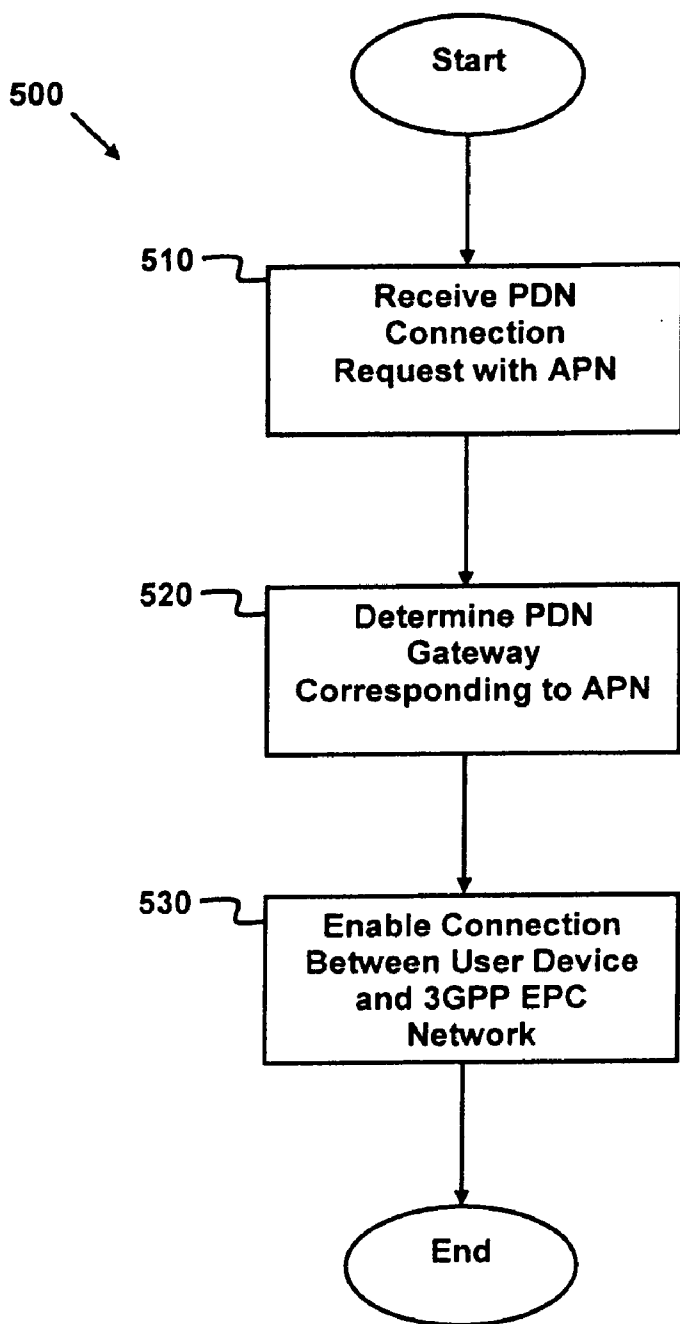 Start
500
510
Receive PDN
Connection
Request with APN
520
Determine PDN
Gateway
Corresponding to APN
530
Enable Connection
Between User Device
and 3GPP EPC
Network
End